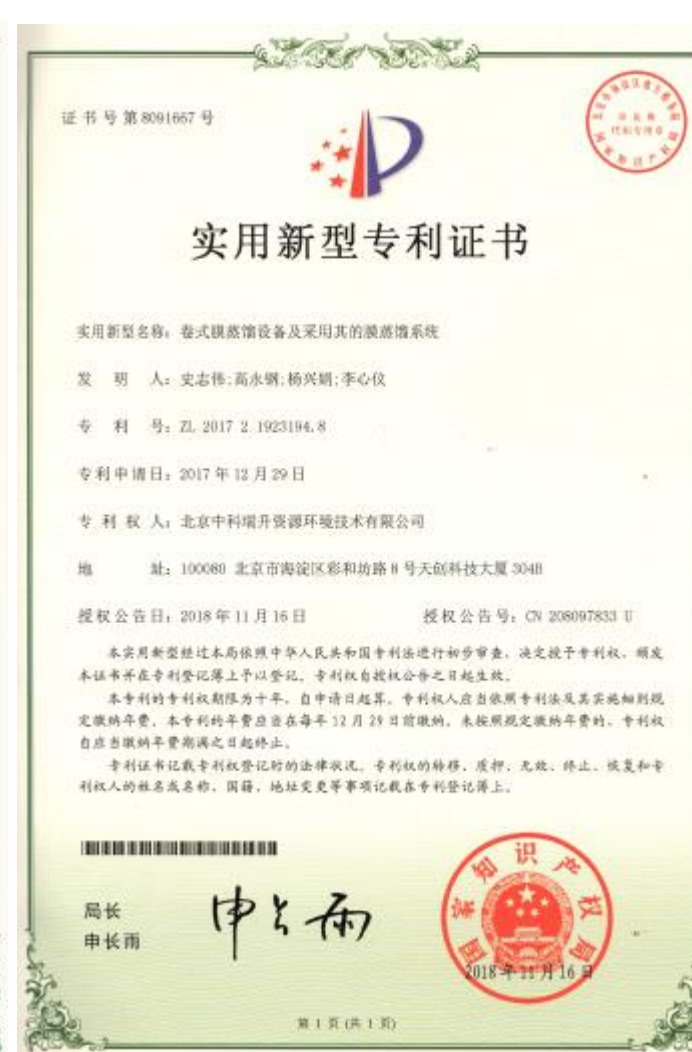 证书号第8091667号
实用新型专利证书
实用新型名称：卷式膜蒸馏设备及采用其的膜蒸馏系统
发 明 人：史志伟;高永钢;杨兴娟;李心仪
专 利 号：ZL 2017 2 1923194.8
专利申请日：2017年12月29日
专 利 权 人：北京中科瑞升资源环境技术有限公司
地 址：100080 北京市海淀区彩和坊路8号天创科技大厦304B
授权公告日：2018年11月16日 授权公告号：CN 208097833 U
本实用新型经过本局依照中华人民共和国专利法进行初步审查，决定授予专利权，颁发
本证书并在专利登记簿上予以登记。专利权自授权公告之日起生效。
本专利的专利权期限为十年，自申请日起算。专利权人应当依照专利法及其实施细则规
定缴纳年费。本专利的年费应当在每年12月29日前缴纳。未按照规定缴纳年费的，专利权
自应当缴纳年费期满之日起终止。
专利证书记载专利权登记时的法律状况。专利权的转移、质押、无效、终止、恢复和专
利权人的姓名或名称、国籍、地址变更等事项记载在专利登记簿上。
局长
申长雨
申长雨
国家知识产权局
2018年11月16日
第 1 页 (共 1 页)